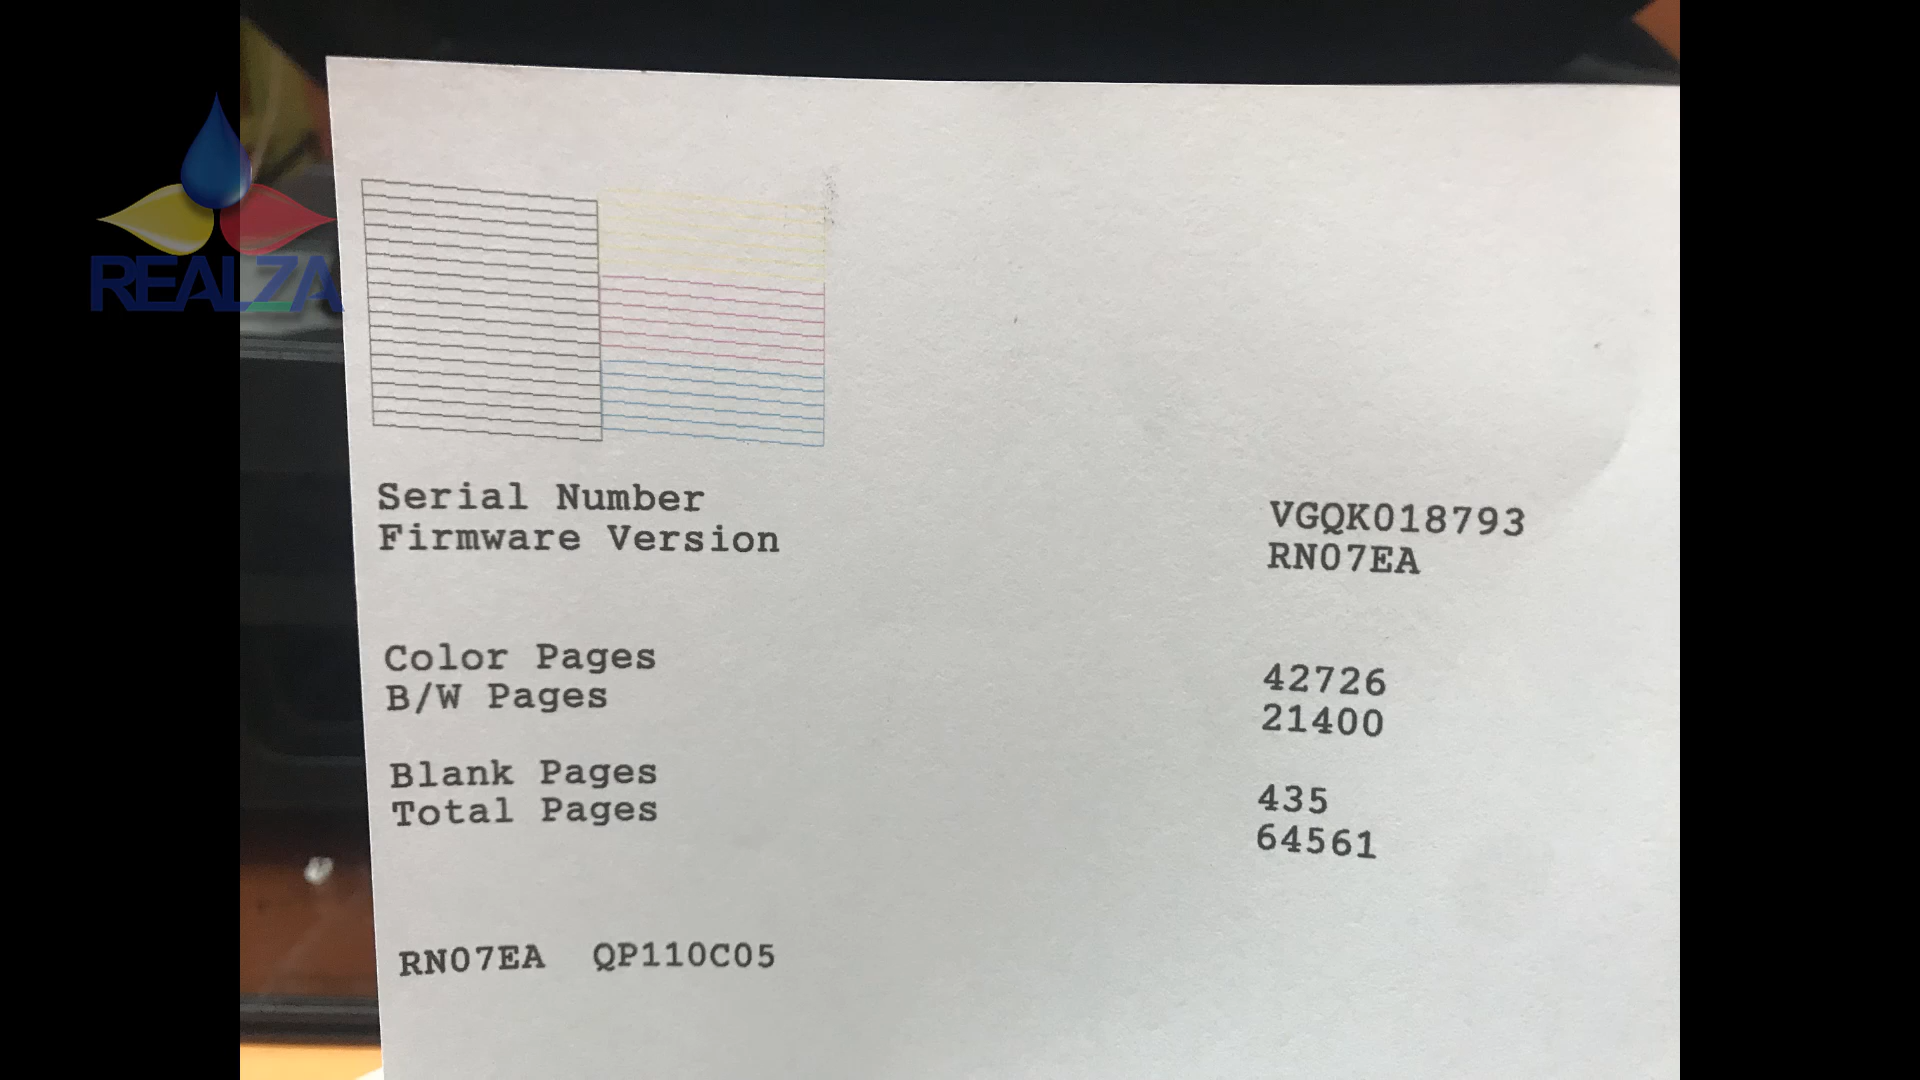 REALZA
Serial Number VGQK018793
Firmware Version RN07EA
Color Pages 42726
B/W Pages 21400
Blank Pages 435
Total Pages 64561
RN07EA QP110C05